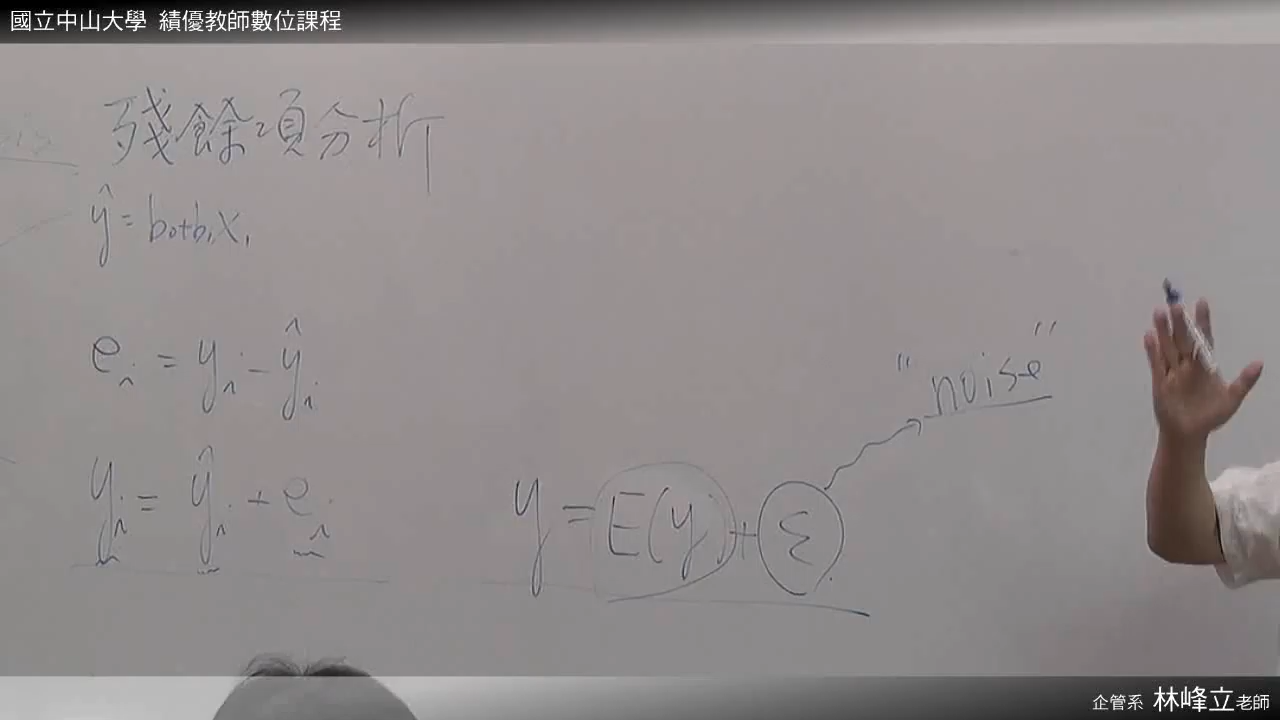 國立中山大學 績優教師數位課程
殘餘項分析
ŷ = b₀+b₁x₁
eᵢ = yᵢ - ŷᵢ
"noise"
yᵢ = ŷᵢ + eᵢ
y = E(y) + ε
企管系 林峰立老師